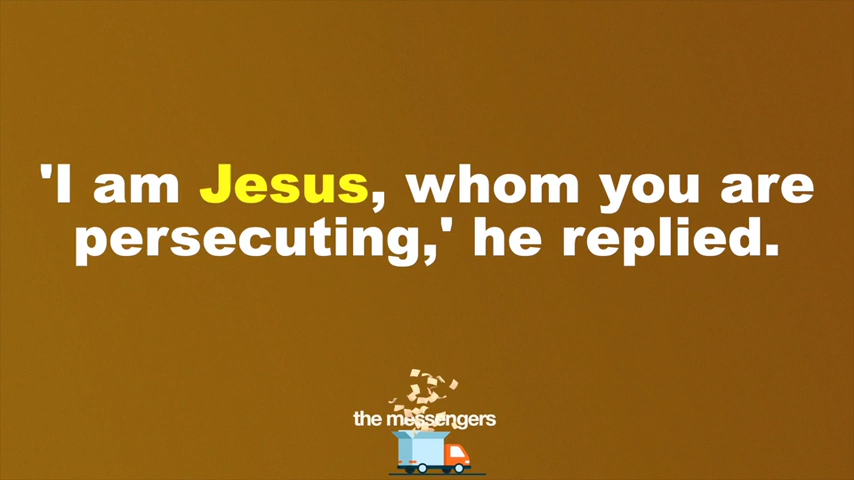 'I am Jesus, whom you are
persecuting,' he replied.
the messengers